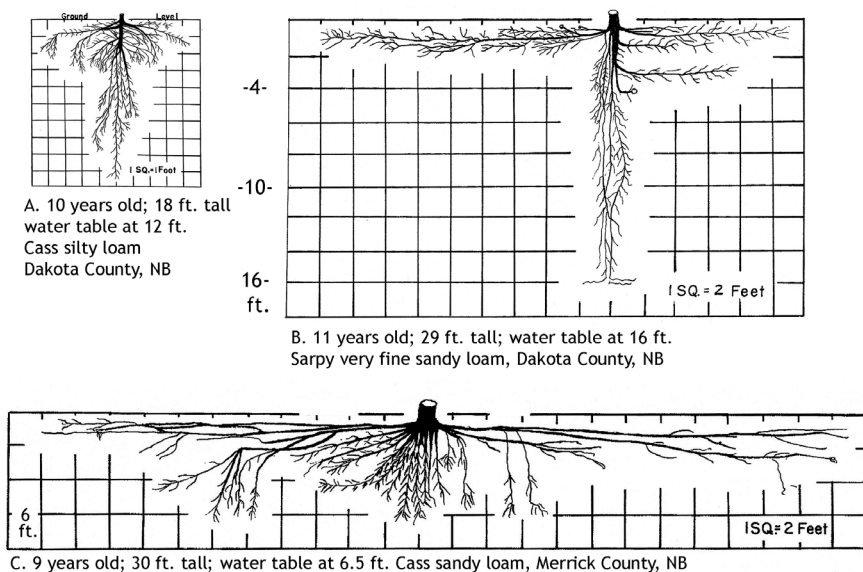 Ground Level
1 SQ.=1 Foot
A. 10 years old; 18 ft. tall
water table at 12 ft.
Cass silty loam
Dakota County, NB
-4-
-10-
16-
ft.
1 SQ.= 2 Feet
B. 11 years old; 29 ft. tall; water table at 16 ft.
Sarpy very fine sandy loam, Dakota County, NB
6
ft.
1SQ.= 2 Feet
C. 9 years old; 30 ft. tall; water table at 6.5 ft. Cass sandy loam, Merrick County, NB